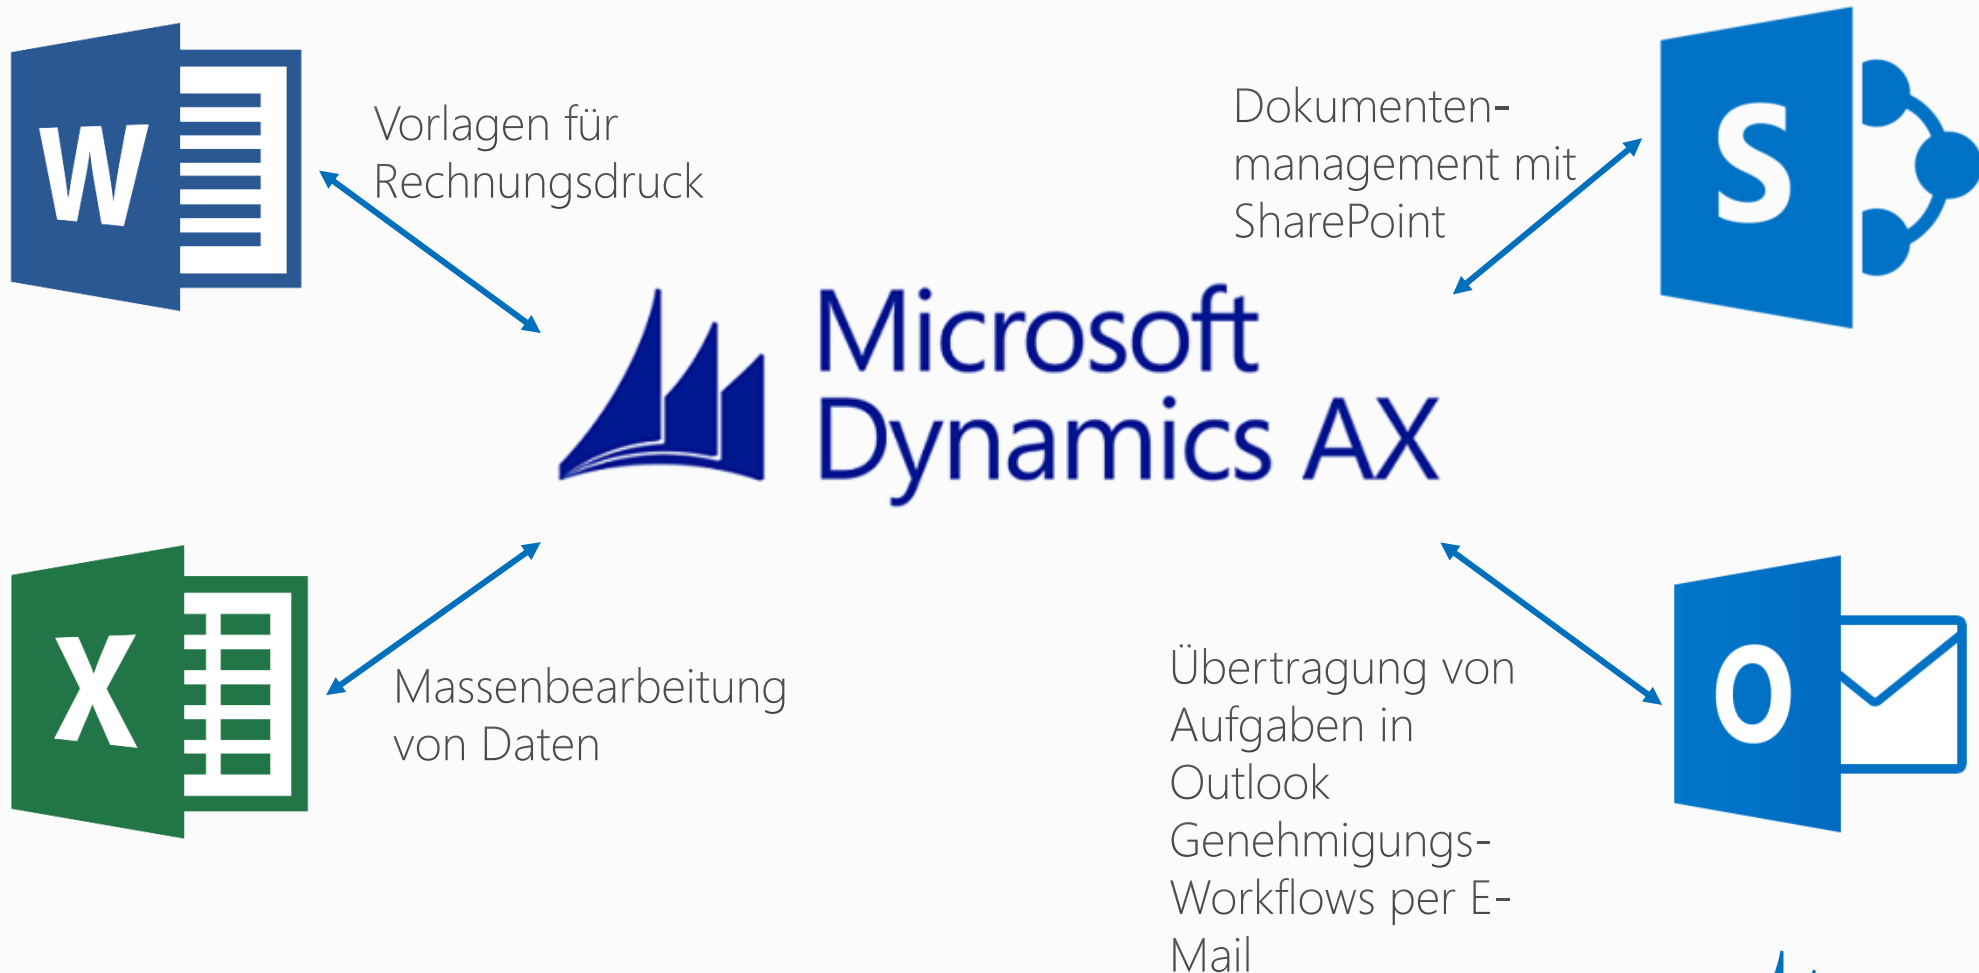 W
Vorlagen für
Rechnungsdruck
Dokumenten-
management mit
SharePoint
S
Microsoft
Dynamics AX
X
Massenbearbeitung
von Daten
Übertragung von
Aufgaben in
Outlook
Genehmigungs-
Workflows per E-
Mail
O